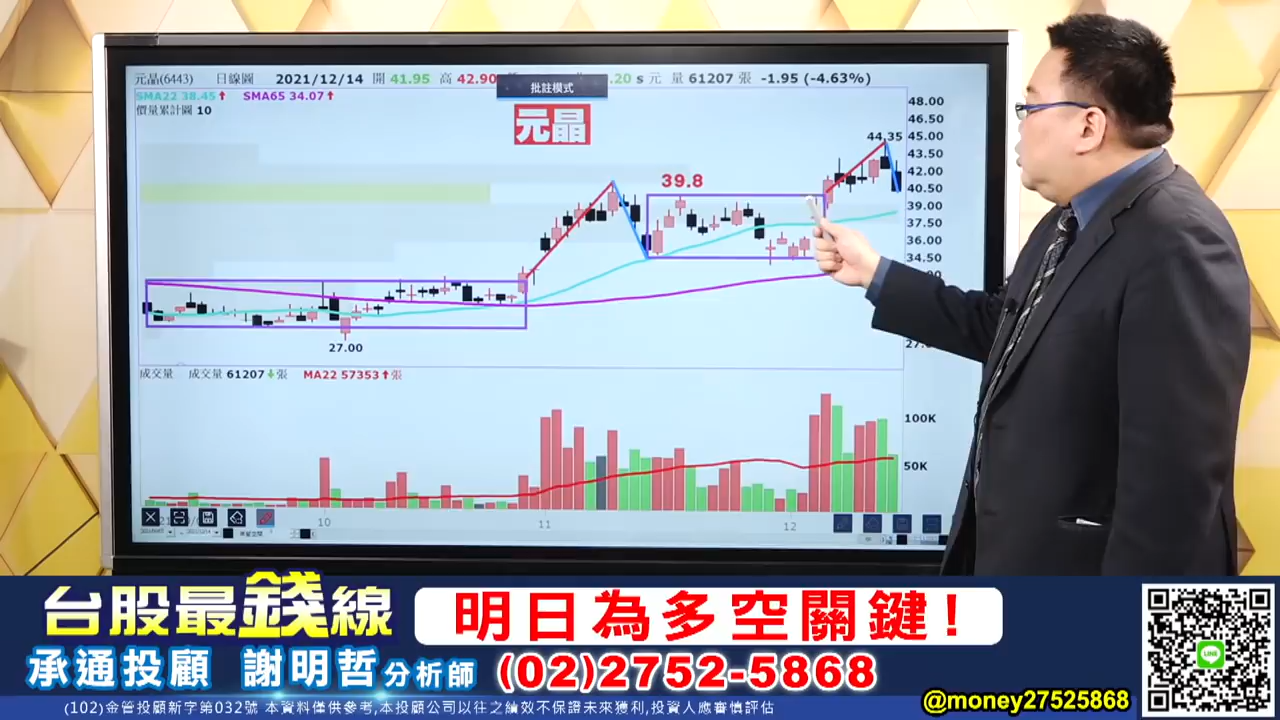 元晶(6443) 日線圖 2021/12/14 開 41.95 高 42.90 .20 s 元 量 61207 張 -1.95 (-4.63%)
批註模式
SMA22 38.45↑ SMA65 34.07↑
價量累計圖 10
元晶
48.00
46.50
45.00
44.35
43.50
42.00
39.8
40.50
39.00
37.50
36.00
34.50
27.00
成交量 成交量 61207↓張 MA22 57353↑張
100K
50K
10
11
12
台股最錢線
明日為多空關鍵!
承通投顧 謝明哲分析師 (02)2752-5868
(102)金管投顧新字第032號 本資料僅供參考,本投顧公司以往之績效不保證未來獲利,投資人應審慎評估
LINE
@money27525868